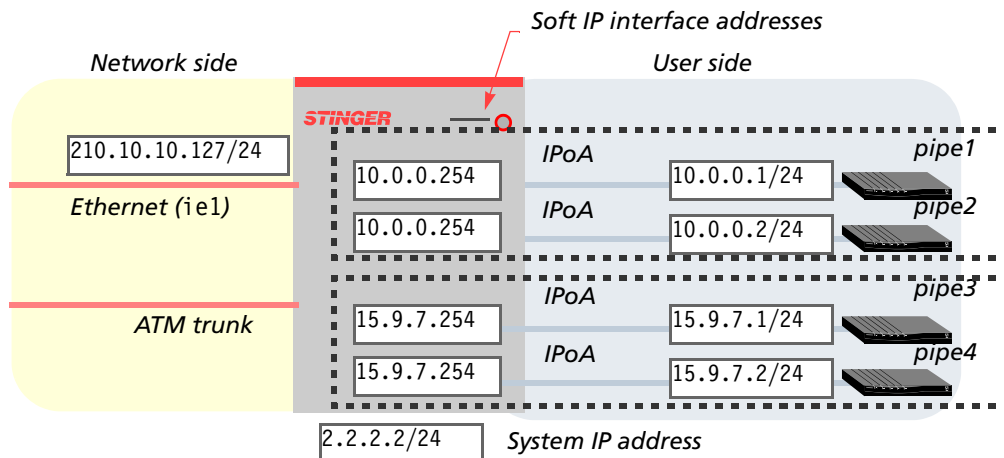 Soft IP interface addresses
Network side
User side
STINGER
210.10.10.127/24
IPoA
pipe1
10.0.0.254
10.0.0.1/24
Ethernet (ie1)
IPoA
pipe2
10.0.0.254
10.0.0.2/24
IPoA
pipe3
ATM trunk
15.9.7.254
15.9.7.1/24
IPoA
pipe4
15.9.7.254
15.9.7.2/24
2.2.2.2/24
System IP address